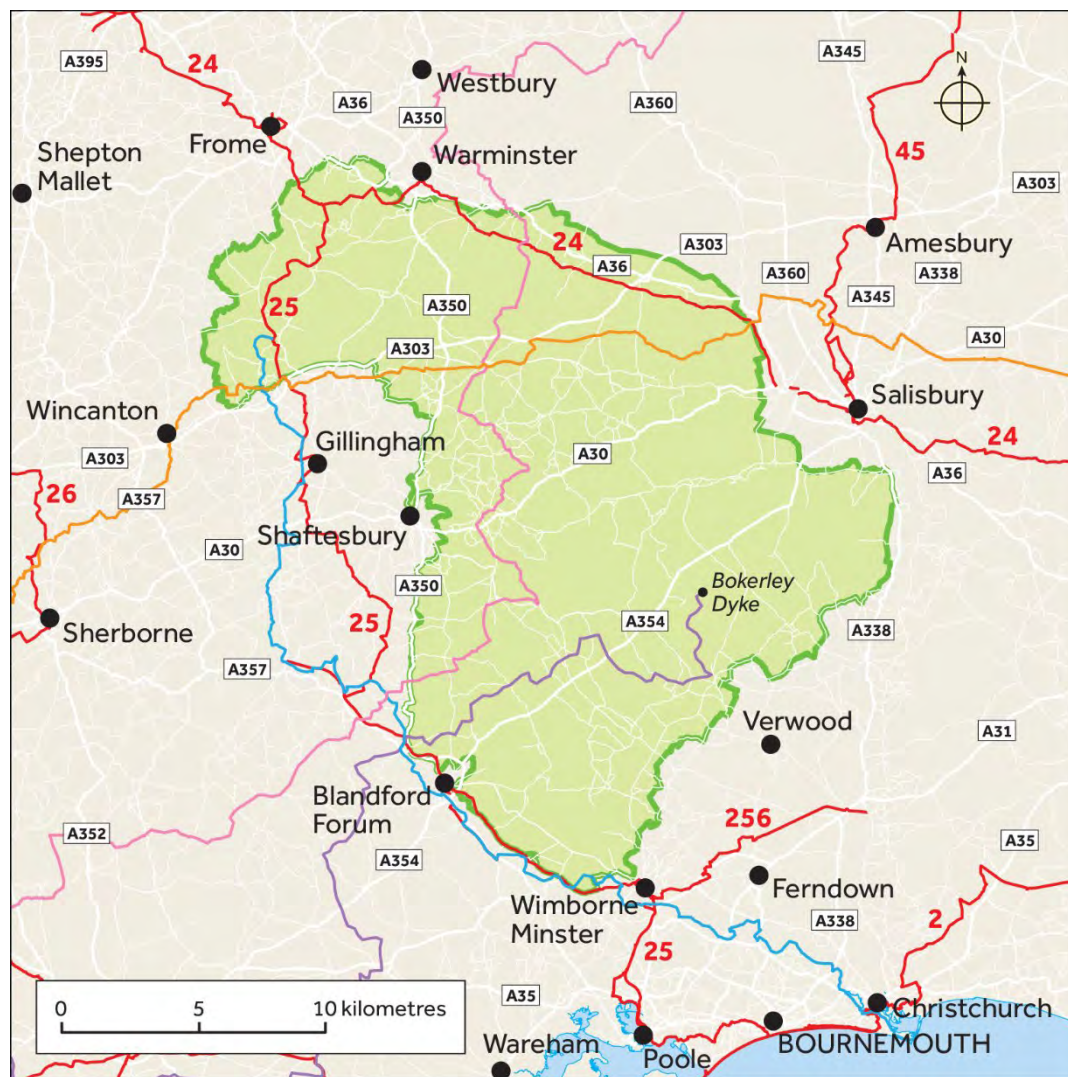 A395
24
A36
Westbury
A350
A360
A345
N
Frome
Shepton
Mallet
Warminster
45
A303
Amesbury
24
A303
A36
A360
A338
A345
25
A350
A303
A30
Wincanton
Salisbury
Gillingham
24
A303
A30
A36
26
A357
Shaftesbury
A30
A350
Bokerley
Dyke
A354
Sherborne
25
A338
A357
Verwood
A31
Blandford
Forum
256
A352
A354
A35
Ferndown
Wimborne
Minster
A338
2
25
0
5
10 kilometres
A35
Christchurch
Wareham
Poole
BOURNEMOUTH